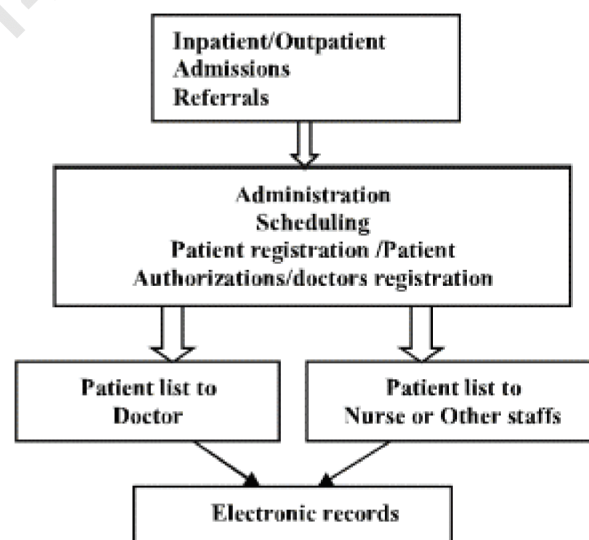 Inpatient/Outpatient
Admissions
Referrals
Administration
Scheduling
Patient registration /Patient
Authorizations/doctors registration
Patient list to
Doctor
Patient list to
Nurse or Other staffs
Electronic records